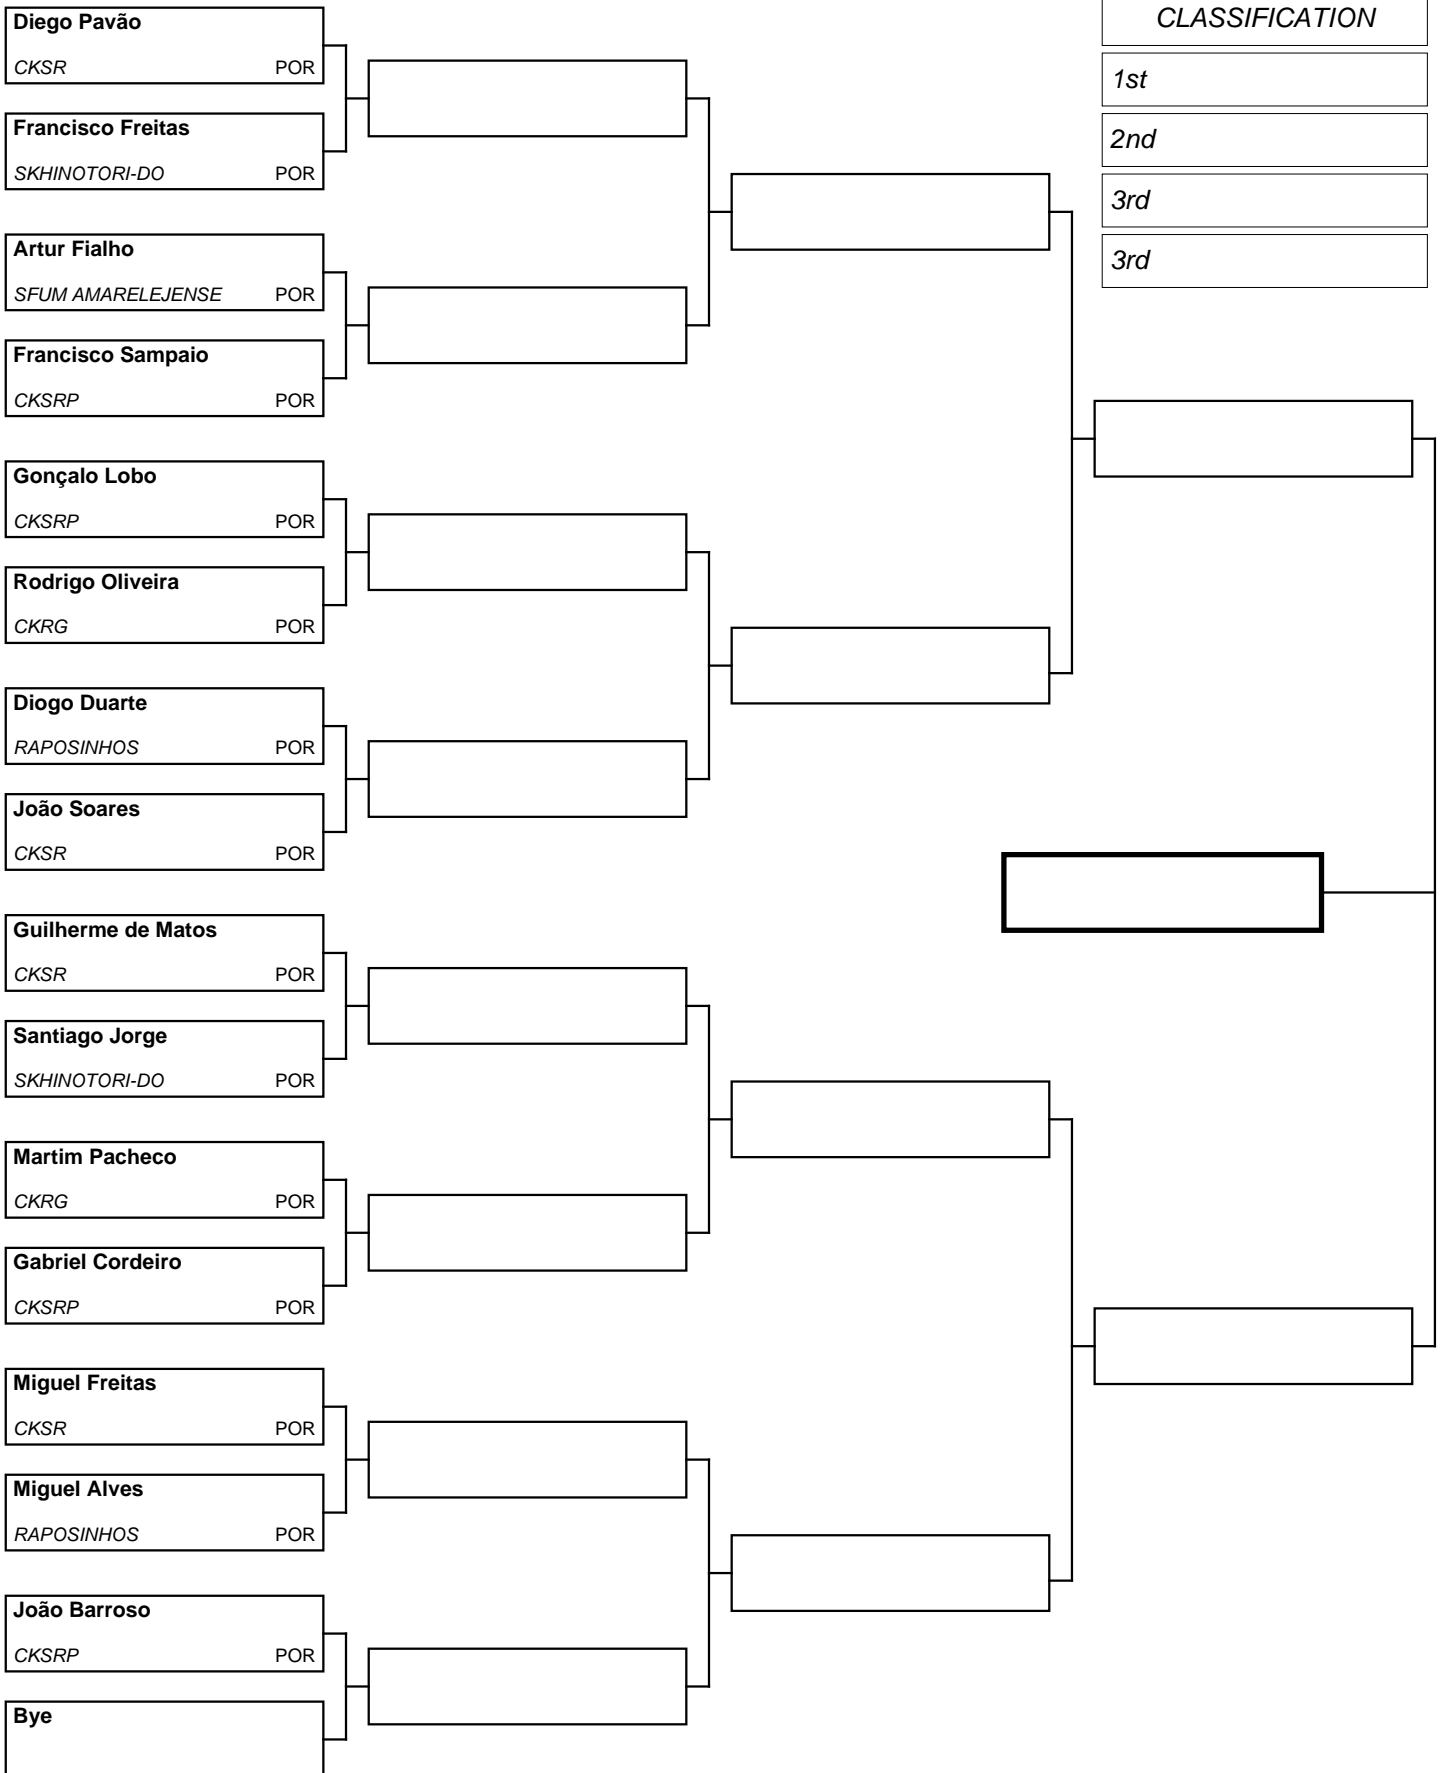 Diego Pavão
CKSR POR
Francisco Freitas
SKHINOTORI-DO POR
Artur Fialho
SFUM AMARELEJENSE POR
Francisco Sampaio
CKSRP POR
Gonçalo Lobo
CKSRP POR
Rodrigo Oliveira
CKRG POR
Diogo Duarte
RAPOSINHOS POR
João Soares
CKSR POR
Guilherme de Matos
CKSR POR
Santiago Jorge
SKHINOTORI-DO POR
Martim Pacheco
CKRG POR
Gabriel Cordeiro
CKSRP POR
Miguel Freitas
CKSR POR
Miguel Alves
RAPOSINHOS POR
João Barroso
CKSRP POR
Bye
CLASSIFICATION
1st
2nd
3rd
3rd